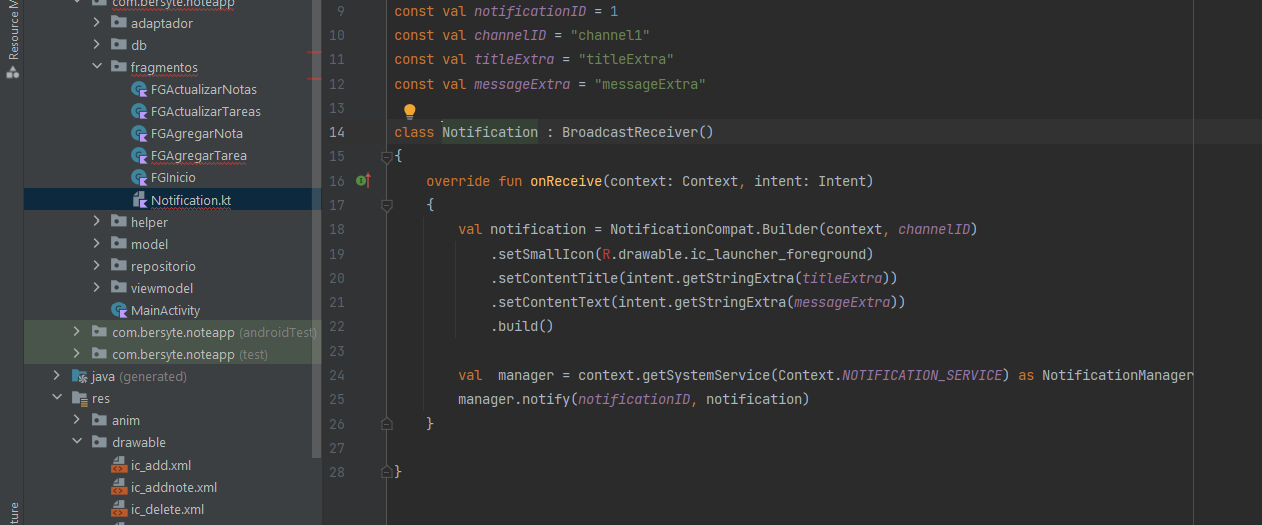 Resource M
com.bersyte.noteapp
adaptador
db
fragmentos
FGActualizarNotas
FGActualizarTareas
FGAgregarNota
FGAgregarTarea
FGInicio
Notification.kt
helper
model
repositorio
viewmodel
MainActivity
com.bersyte.noteapp (androidTest)
com.bersyte.noteapp (test)
java (generated)
res
anim
drawable
ic_add.xml
ic_addnote.xml
ic_delete.xml
ture
9 const val notificationID = 1
10 const val channelID = "channel1"
11 const val titleExtra = "titleExtra"
12 const val messageExtra = "messageExtra"
13
14 class Notification : BroadcastReceiver()
15 {
16 override fun onReceive(context: Context, intent: Intent)
17 {
18 val notification = NotificationCompat.Builder(context, channelID)
19 .setSmallIcon(R.drawable.ic_launcher_foreground)
20 .setContentTitle(intent.getStringExtra(titleExtra))
21 .setContentText(intent.getStringExtra(messageExtra))
22 .build()
23
24 val  manager = context.getSystemService(Context.NOTIFICATION_SERVICE) as NotificationManager
25 manager.notify(notificationID, notification)
26 }
27
28 }